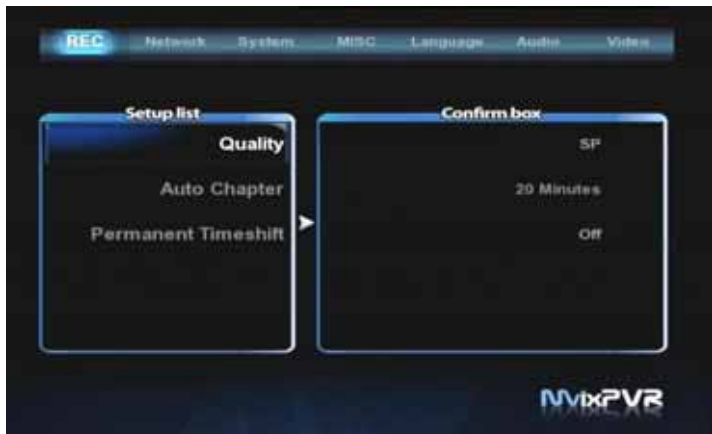 REC Network System MISC Language Audio Video
Setup list Confirm box
Quality SP
Auto Chapter 20 Minutes
Permanent Timeshift Off
MvixPVR